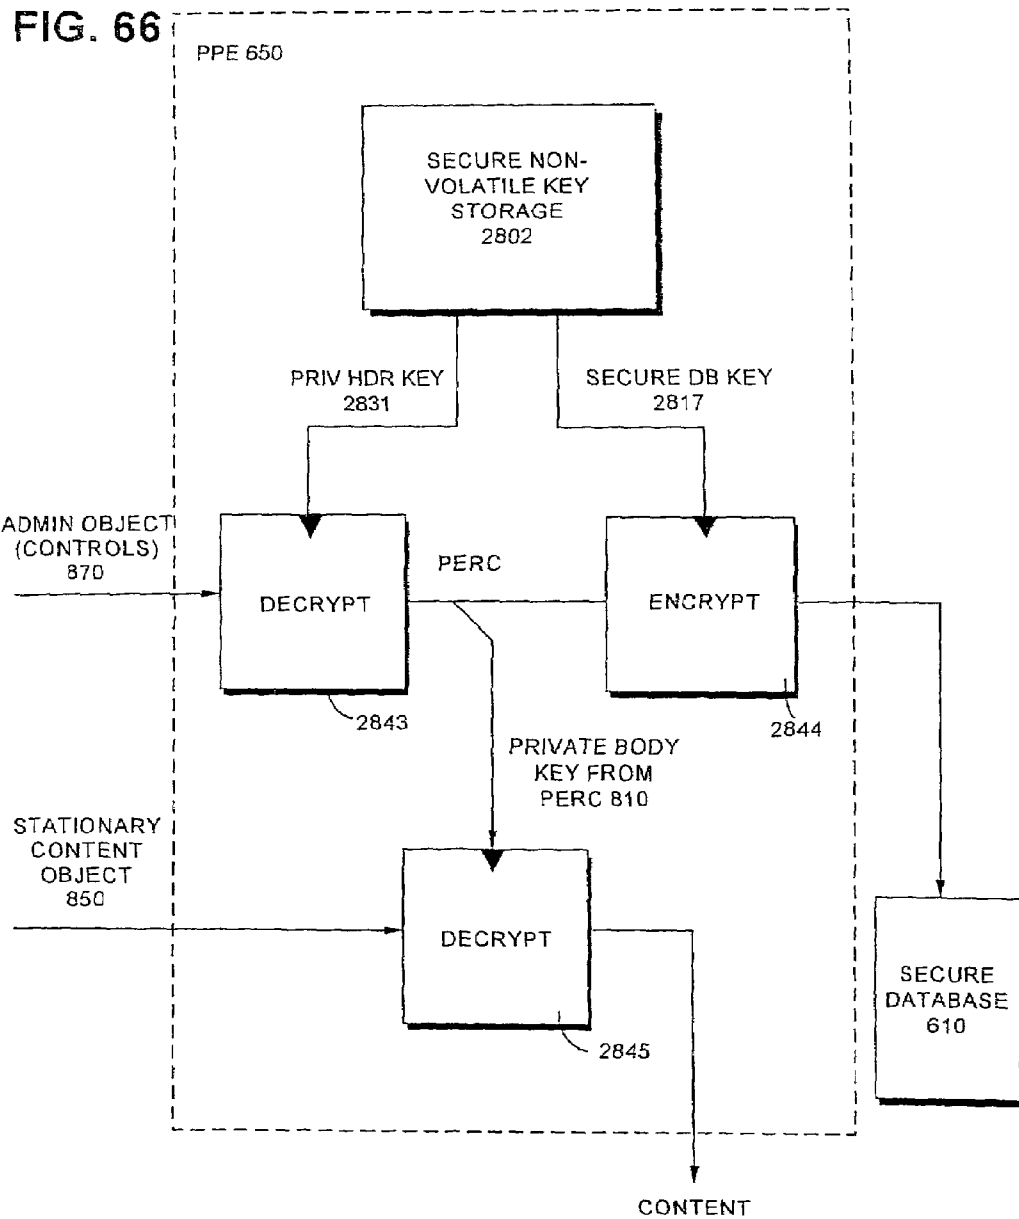 FIG. 66
PPE 650
SECURE NON-
VOLATILE KEY
STORAGE
2802
PRIV HDR KEY
2831
SECURE DB KEY
2817
ADMIN OBJECT
(CONTROLS)
870
DECRYPT
PERC
ENCRYPT
2843
2844
PRIVATE BODY
KEY FROM
PERC 810
STATIONARY
CONTENT
OBJECT
850
DECRYPT
2845
SECURE
DATABASE
610
CONTENT